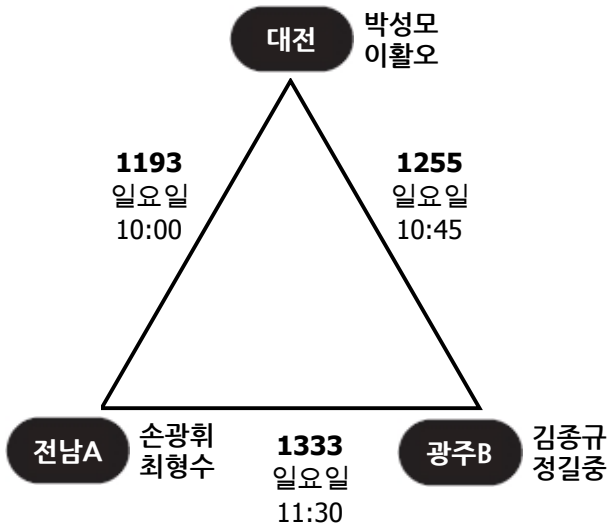 대전
박성모
이활오
1193
일요일
10:00
1255
일요일
10:45
전남A
손광휘
최형수
1333
일요일
11:30
광주B
김종규
정길중